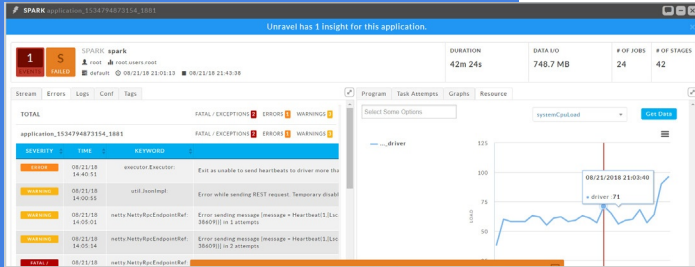 SPARK application_1534794873154_1881
Unravel has 1 insight for this application.
1
EVENTS
S
FAILED
SPARK spark
root root.users.root
default 08/21/18 21:01:13 08/21/18 21:43:38
DURATION
42m 24s
DATA I/O
748.7 MB
# OF JOBS
24
# OF STAGES
42
Stream Errors Logs Conf Tags
TOTAL FATAL / EXCEPTIONS 2 ERRORS 1 WARNINGS 3
application_1534794873154_1881 FATAL / EXCEPTIONS 2 ERRORS 1 WARNINGS 3
SEVERITY TIME KEYWORD
ERROR 08/21/18 14:40:51 executor.Executor: Exit as unable to send heartbeats to driver more tha
WARNING 08/21/18 util.JsonImpl: Error while sending REST request. Temporary disabl
WARNING 08/21/18 14:05:01 netty.NettyRpcEndpointRef: Error sending message [message = Heartbeat(1,[Lsc
38609))] in 1 attempts
WARNING 08/21/18 14:05:14 netty.NettyRpcEndpointRef: Error sending message [message = Heartbeat(1,[Lsc
38609))] in 2 attempts
FATAL / 08/21/18 netty.NettyRpcEndpointRef:
Program Task Attempts Graphs Resource
Select Some Options
systemCpuLoad
Get Data
..._driver
125
100
75
50
LOAD
08/21/2018 21:03:40
driver :71